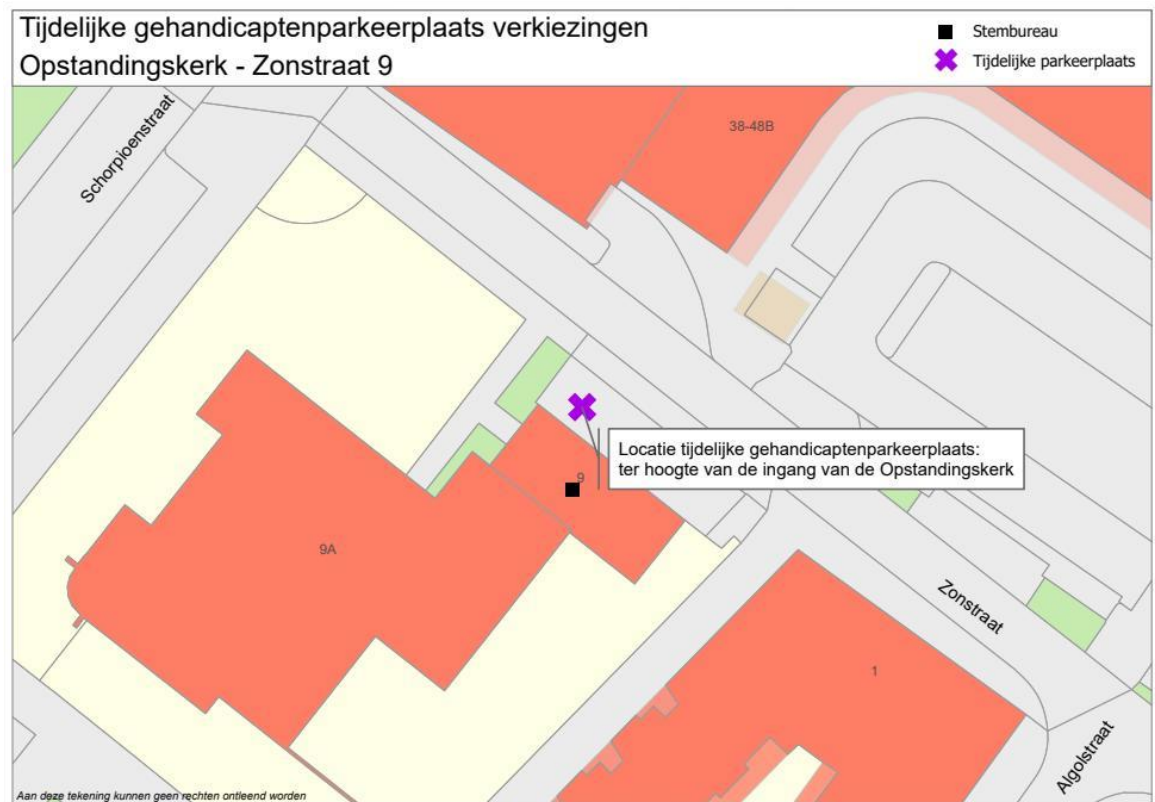 Tijdelijke gehandicaptenparkeerplaats verkiezingen
Opstandingskerk - Zonstraat 9
Stembureau
Tijdelijke parkeerplaats
Schorpioenstraat
38-48B
Locatie tijdelijke gehandicaptenparkeerplaats:
ter hoogte van de ingang van de Opstandingskerk
9
9A
Zonstraat
1
Algolstraat
Aan deze tekening kunnen geen rechten ontleend worden